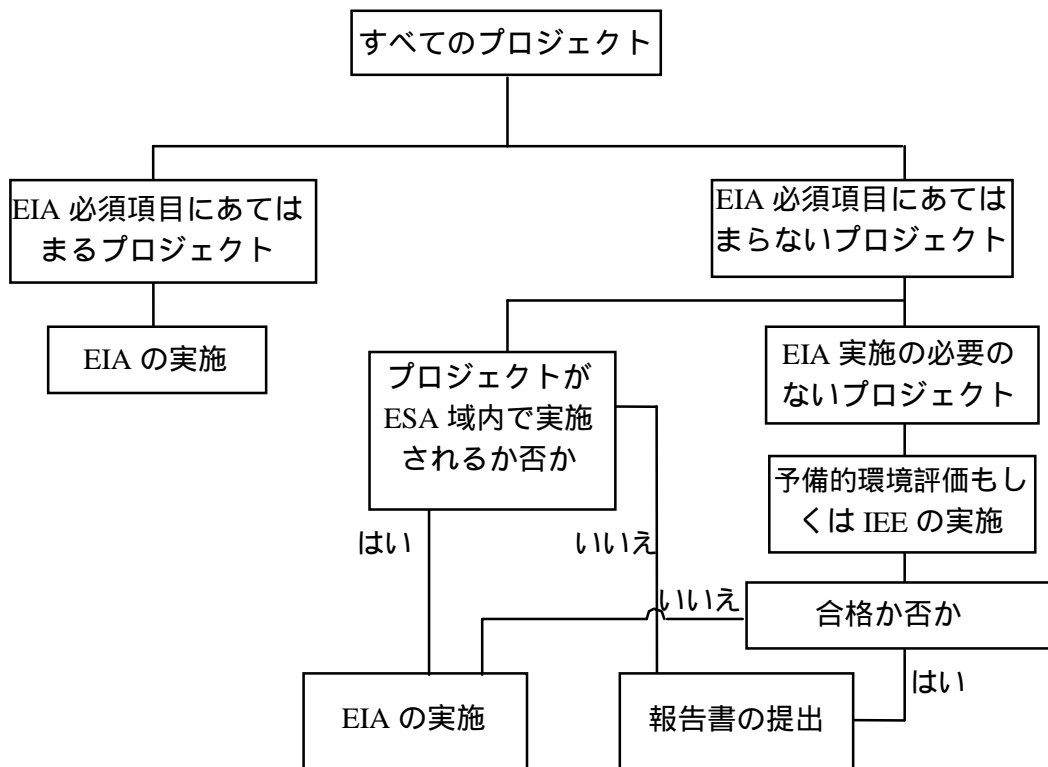 すべてのプロジェクト
EIA 必須項目にあては
まるプロジェクト
EIA 必須項目にあては
まらないプロジェクト
EIA の実施
プロジェクトが
ESA 域内で実施
されるか否か
EIA 実施の必要の
ないプロジェクト
予備的環境評価もし
くは IEE の実施
はい
いいえ
いいえ
合格か否か
はい
EIA の実施
報告書の提出